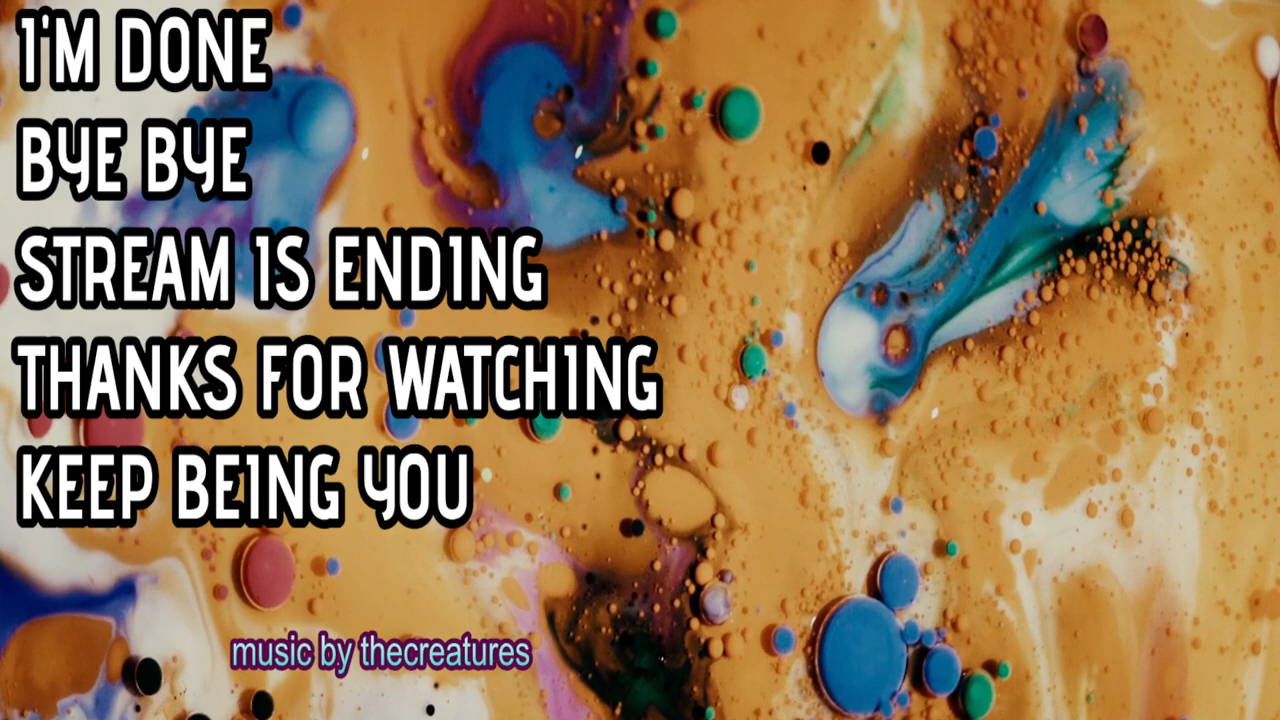 I'M DONE
BYE BYE
STREAM IS ENDING
THANKS FOR WATCHING
KEEP BEING YOU
music by thecreatures